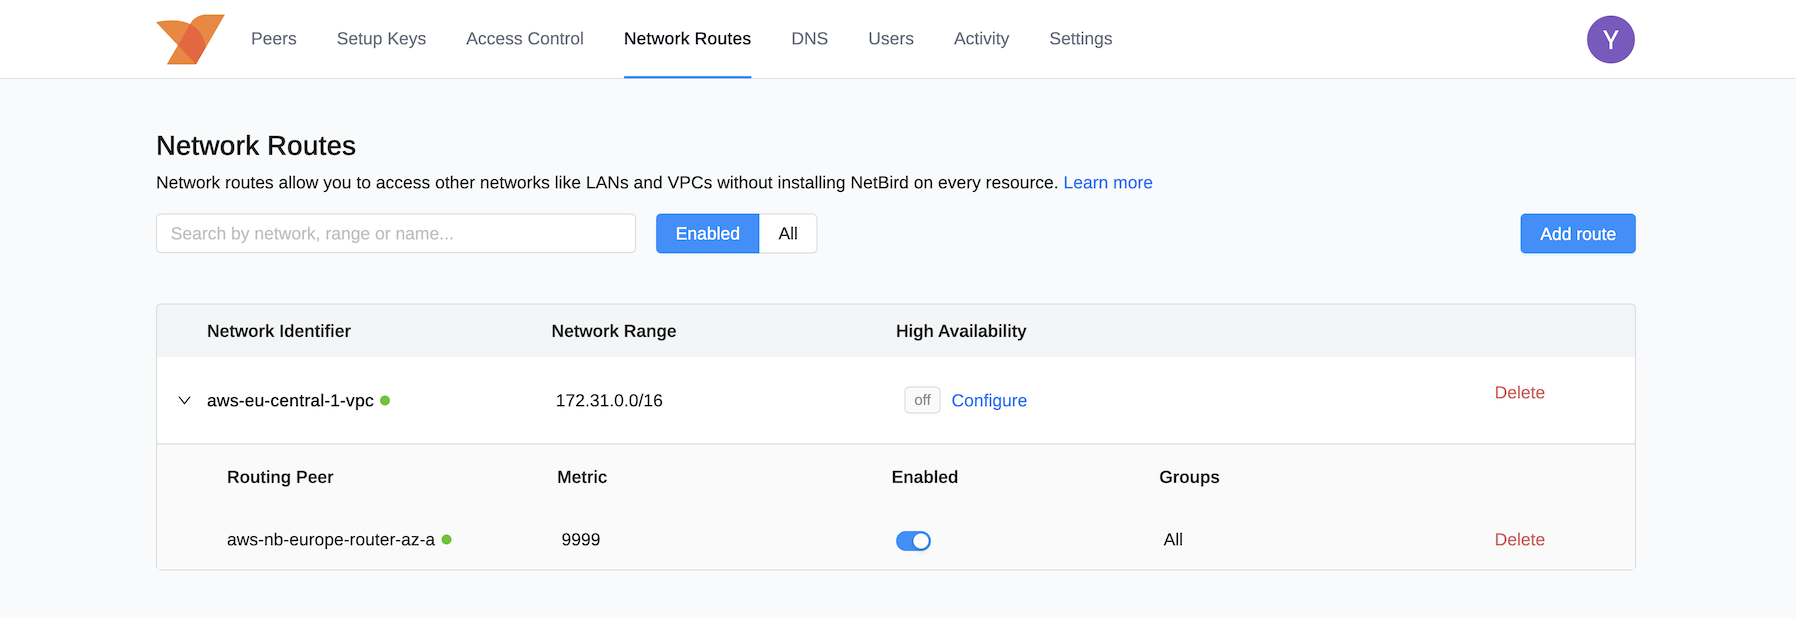 Peers Setup Keys Access Control Network Routes DNS Users Activity Settings Y
Network Routes
Network routes allow you to access other networks like LANs and VPCs without installing NetBird on every resource. Learn more
Search by network, range or name... Enabled All Add route
Network Identifier Network Range High Availability
aws-eu-central-1-vpc 172.31.0.0/16 off Configure Delete
Routing Peer Metric Enabled Groups
aws-nb-europe-router-az-a 9999 All Delete